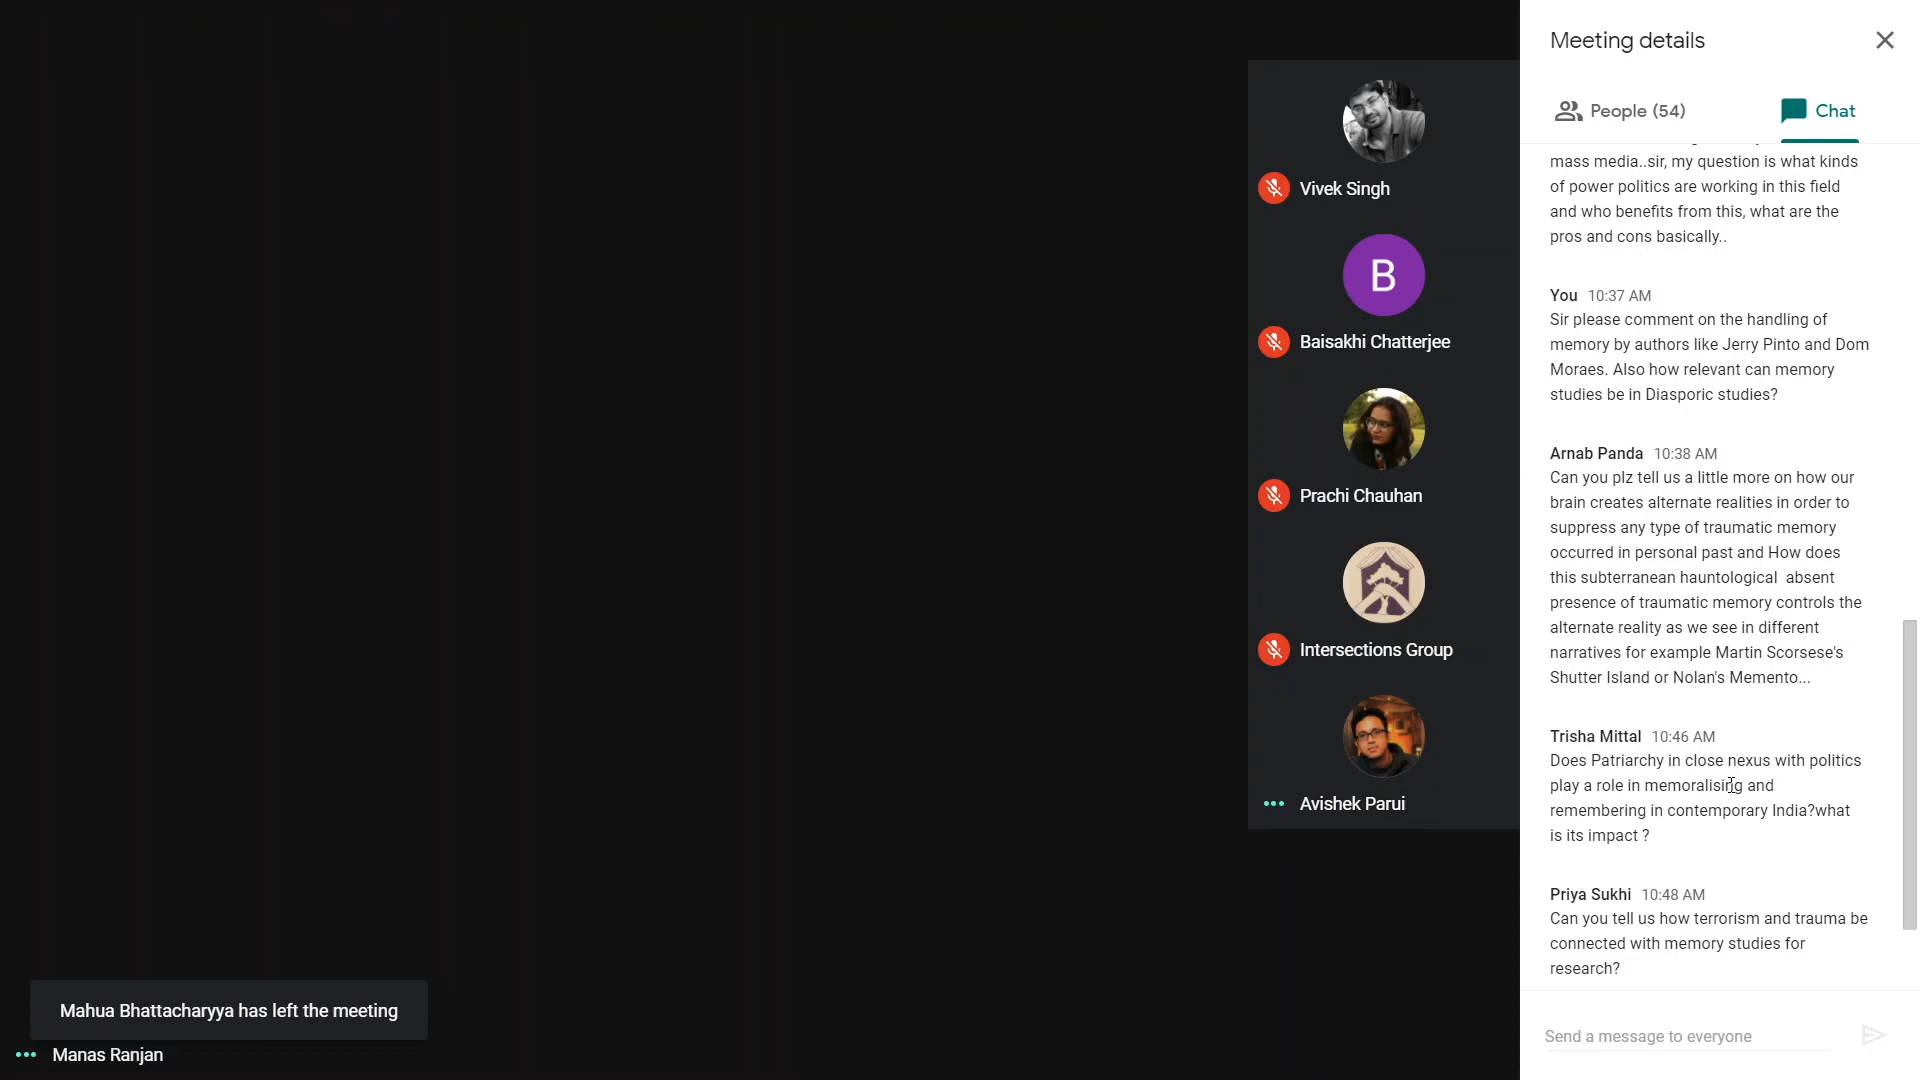 Meeting details
People (54)
Chat
mass media..sir, my question is what kinds
of power politics are working in this field
and who benefits from this, what are the
pros and cons basically..
You 10:37 AM
Sir please comment on the handling of
memory by authors like Jerry Pinto and Dom
Moraes. Also how relevant can memory
studies be in Diasporic studies?
Arnab Panda 10:38 AM
Can you plz tell us a little more on how our
brain creates alternate realities in order to
suppress any type of traumatic memory
occurred in personal past and How does
this subterranean hauntological absent
presence of traumatic memory controls the
alternate reality as we see in different
narratives for example Martin Scorsese's
Shutter Island or Nolan's Memento...
Trisha Mittal 10:46 AM
Does Patriarchy in close nexus with politics
play a role in memoralising and
remembering in contemporary India?what
is its impact ?
Priya Sukhi 10:48 AM
Can you tell us how terrorism and trauma be
connected with memory studies for
research?
Send a message to everyone
Vivek Singh
B
Baisakhi Chatterjee
Prachi Chauhan
Intersections Group
Avishek Parui
Mahua Bhattacharyya has left the meeting
Manas Ranjan